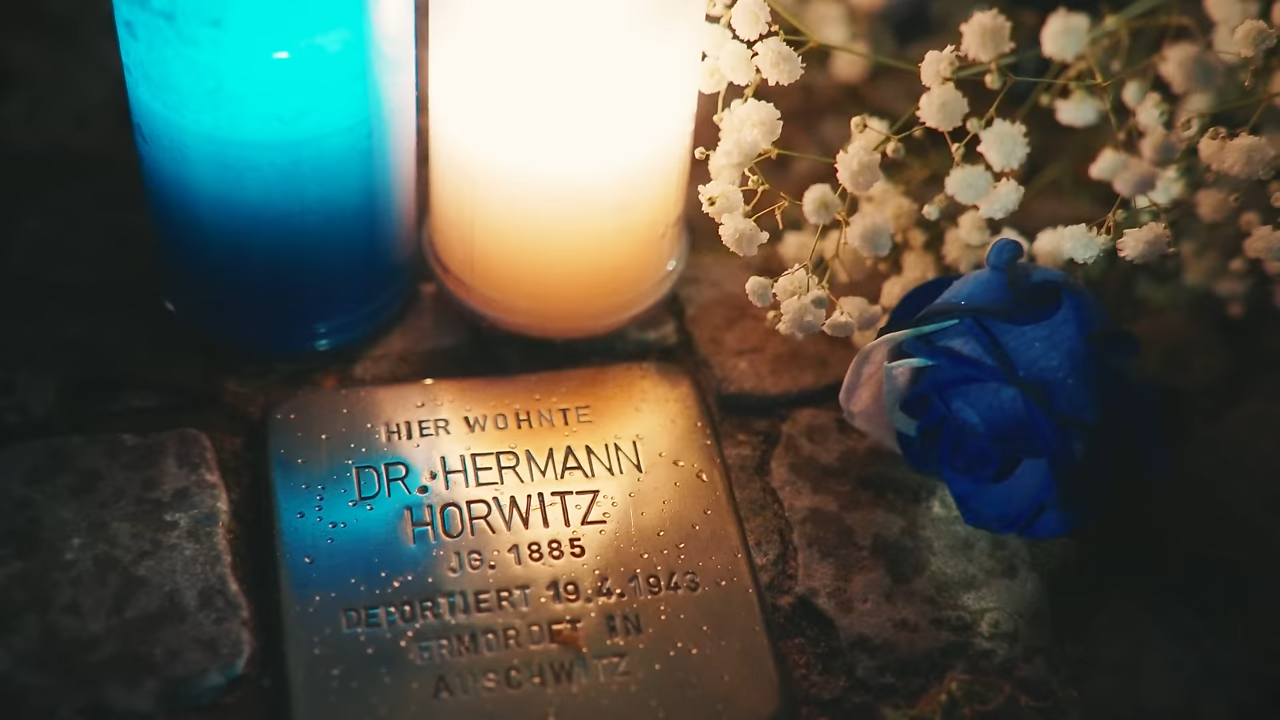 HIER WOHNTE
DR. HERMANN
HORWITZ
JG. 1885
DEPORTIERT 19.4.1943
ERMORDET IN
AUSCHWITZ